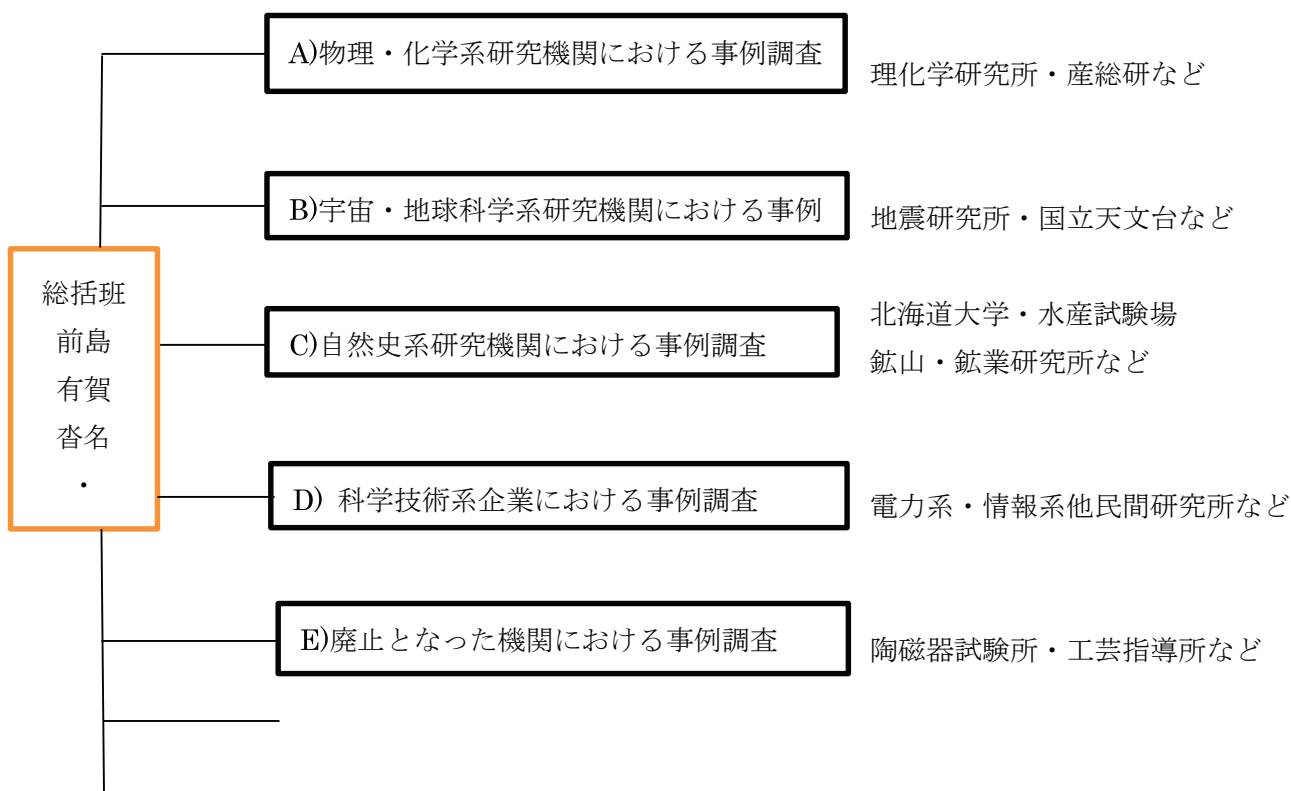 A)物理・化学系研究機関における事例調査
理化学研究所・産総研など
B)宇宙・地球科学系研究機関における事例
地震研究所・国立天文台など
総括班
前島
有賀
沓名
・
C)自然史系研究機関における事例調査
北海道大学・水産試験場
鉱山・鉱業研究所など
D) 科学技術系企業における事例調査
電力系・情報系他民間研究所など
E)廃止となった機関における事例調査
陶磁器試験所・工芸指導所など